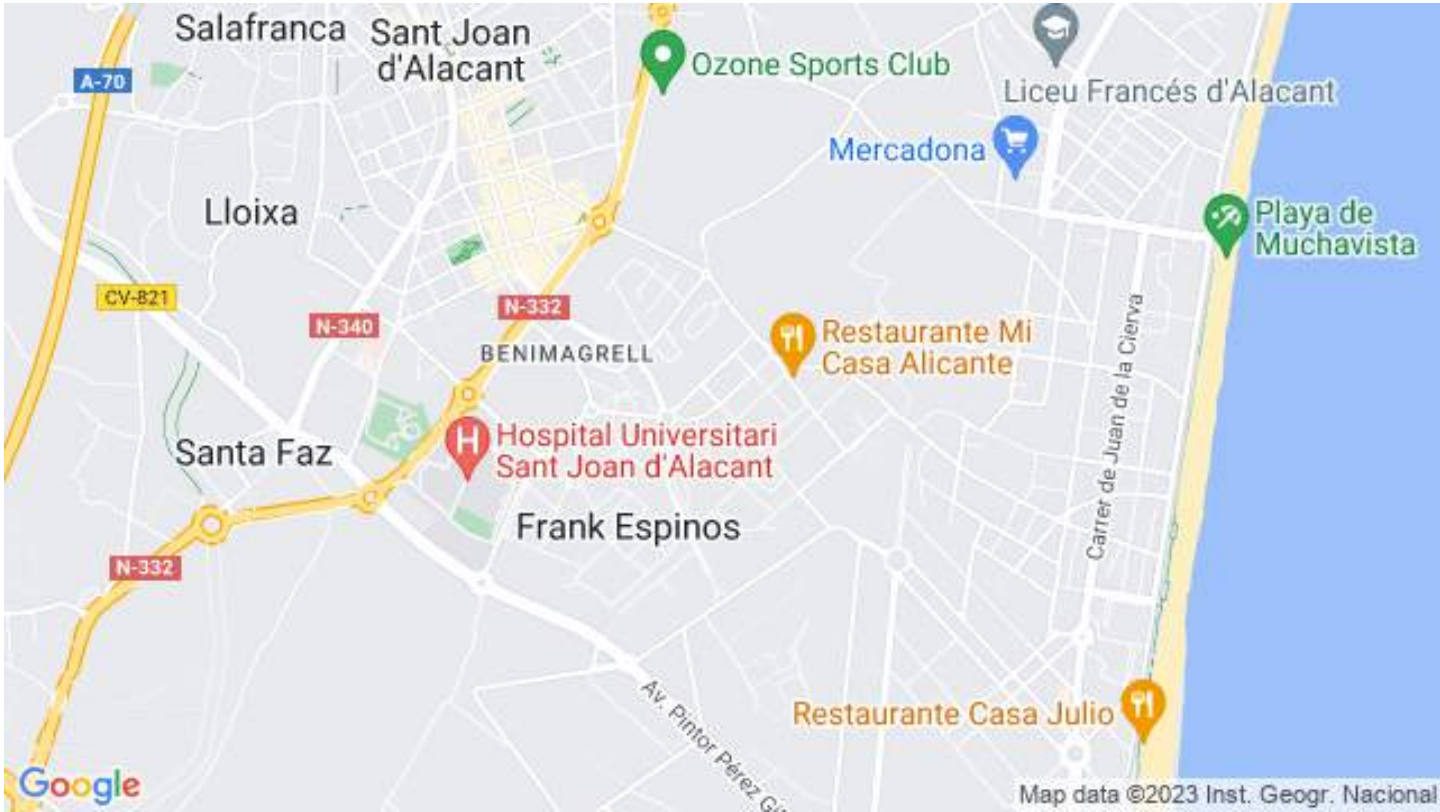 Salafranca
Sant Joan
d'Alacant
A-70
Ozone Sports Club
Liceu Francés d'Alacant
Mercadona
Lloixa
Playa de
Muchavista
CV-821
N-332
N-340
BENIMAGRELL
Restaurante Mi
Casa Alicante
Carrer de Juan de la Cierva
Hospital Universitari
Sant Joan d'Alacant
Santa Faz
Frank Espinos
N-332
Av. Pintor Pérez Gi
Restaurante Casa Julio
Google
Map data ©2023 Inst. Geogr. Nacional